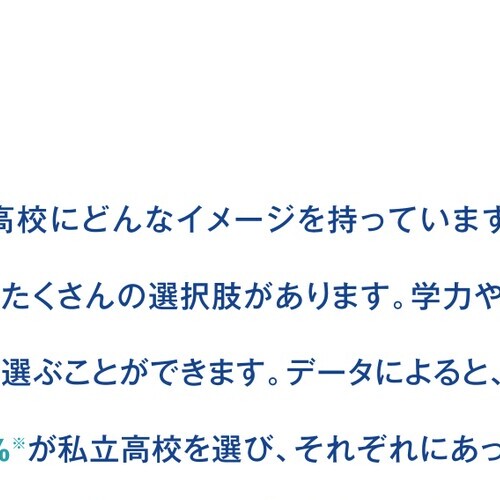 高校にどんなイメージを持っています
たくさんの選択肢があります。学力や
選ぶことができます。データによると、
%※が私立高校を選び、それぞれにあっ